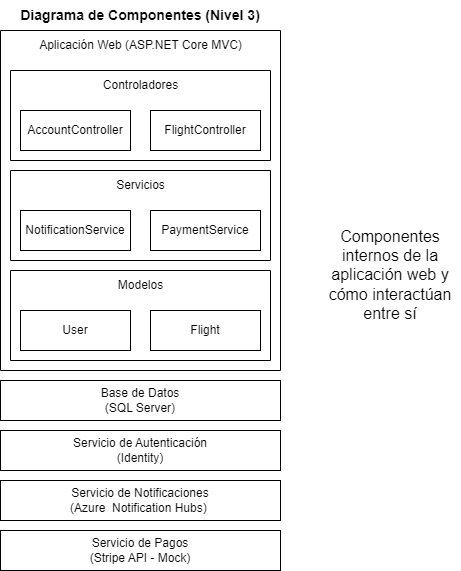 Diagrama de Componentes (Nivel 3)
Aplicación Web (ASP.NET Core MVC)
Controladores
AccountController
FlightController
Servicios
NotificationService
PaymentService
Modelos
User
Flight
Base de Datos
(SQL Server)
Servicio de Autenticación
(Identity)
Servicio de Notificaciones
(Azure Notification Hubs)
Servicio de Pagos
(Stripe API - Mock)
Componentes
internos de la
aplicación web y
cómo interactúan
entre sí